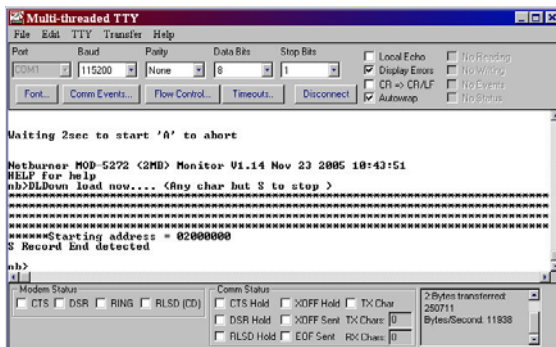 Multi-threaded TTY
File Edit TTY Transfer Help
Port Baud Parity Data Bits Stop Bits
COM1 115200 None 8 1
Local Echo No Reading
Display Errors No Writing
CR => CR/LF No Events
Autowrap No Status
Font... Comm Events... Flow Control... Timeouts... Disconnect
Waiting 2sec to start 'A' to abort
Netburner MOD-5272 (2MB) Monitor V1.14 Nov 23 2005 10:43:51
HELP for help
nb>DLDown load now.... (Any char but S to stop )
******Starting address = 02000000
S Record End detected
nb>
Modem Status
CTS DSR RING RLSD (CD)
Comm Status
CTS Hold XOFF Hold TX Char
DSR Hold XOFF Sent TX Chars: 0
RLSD Hold EOF Sent RX Chars: 0
2:Bytes transferred:
250711
Bytes/Second: 11938